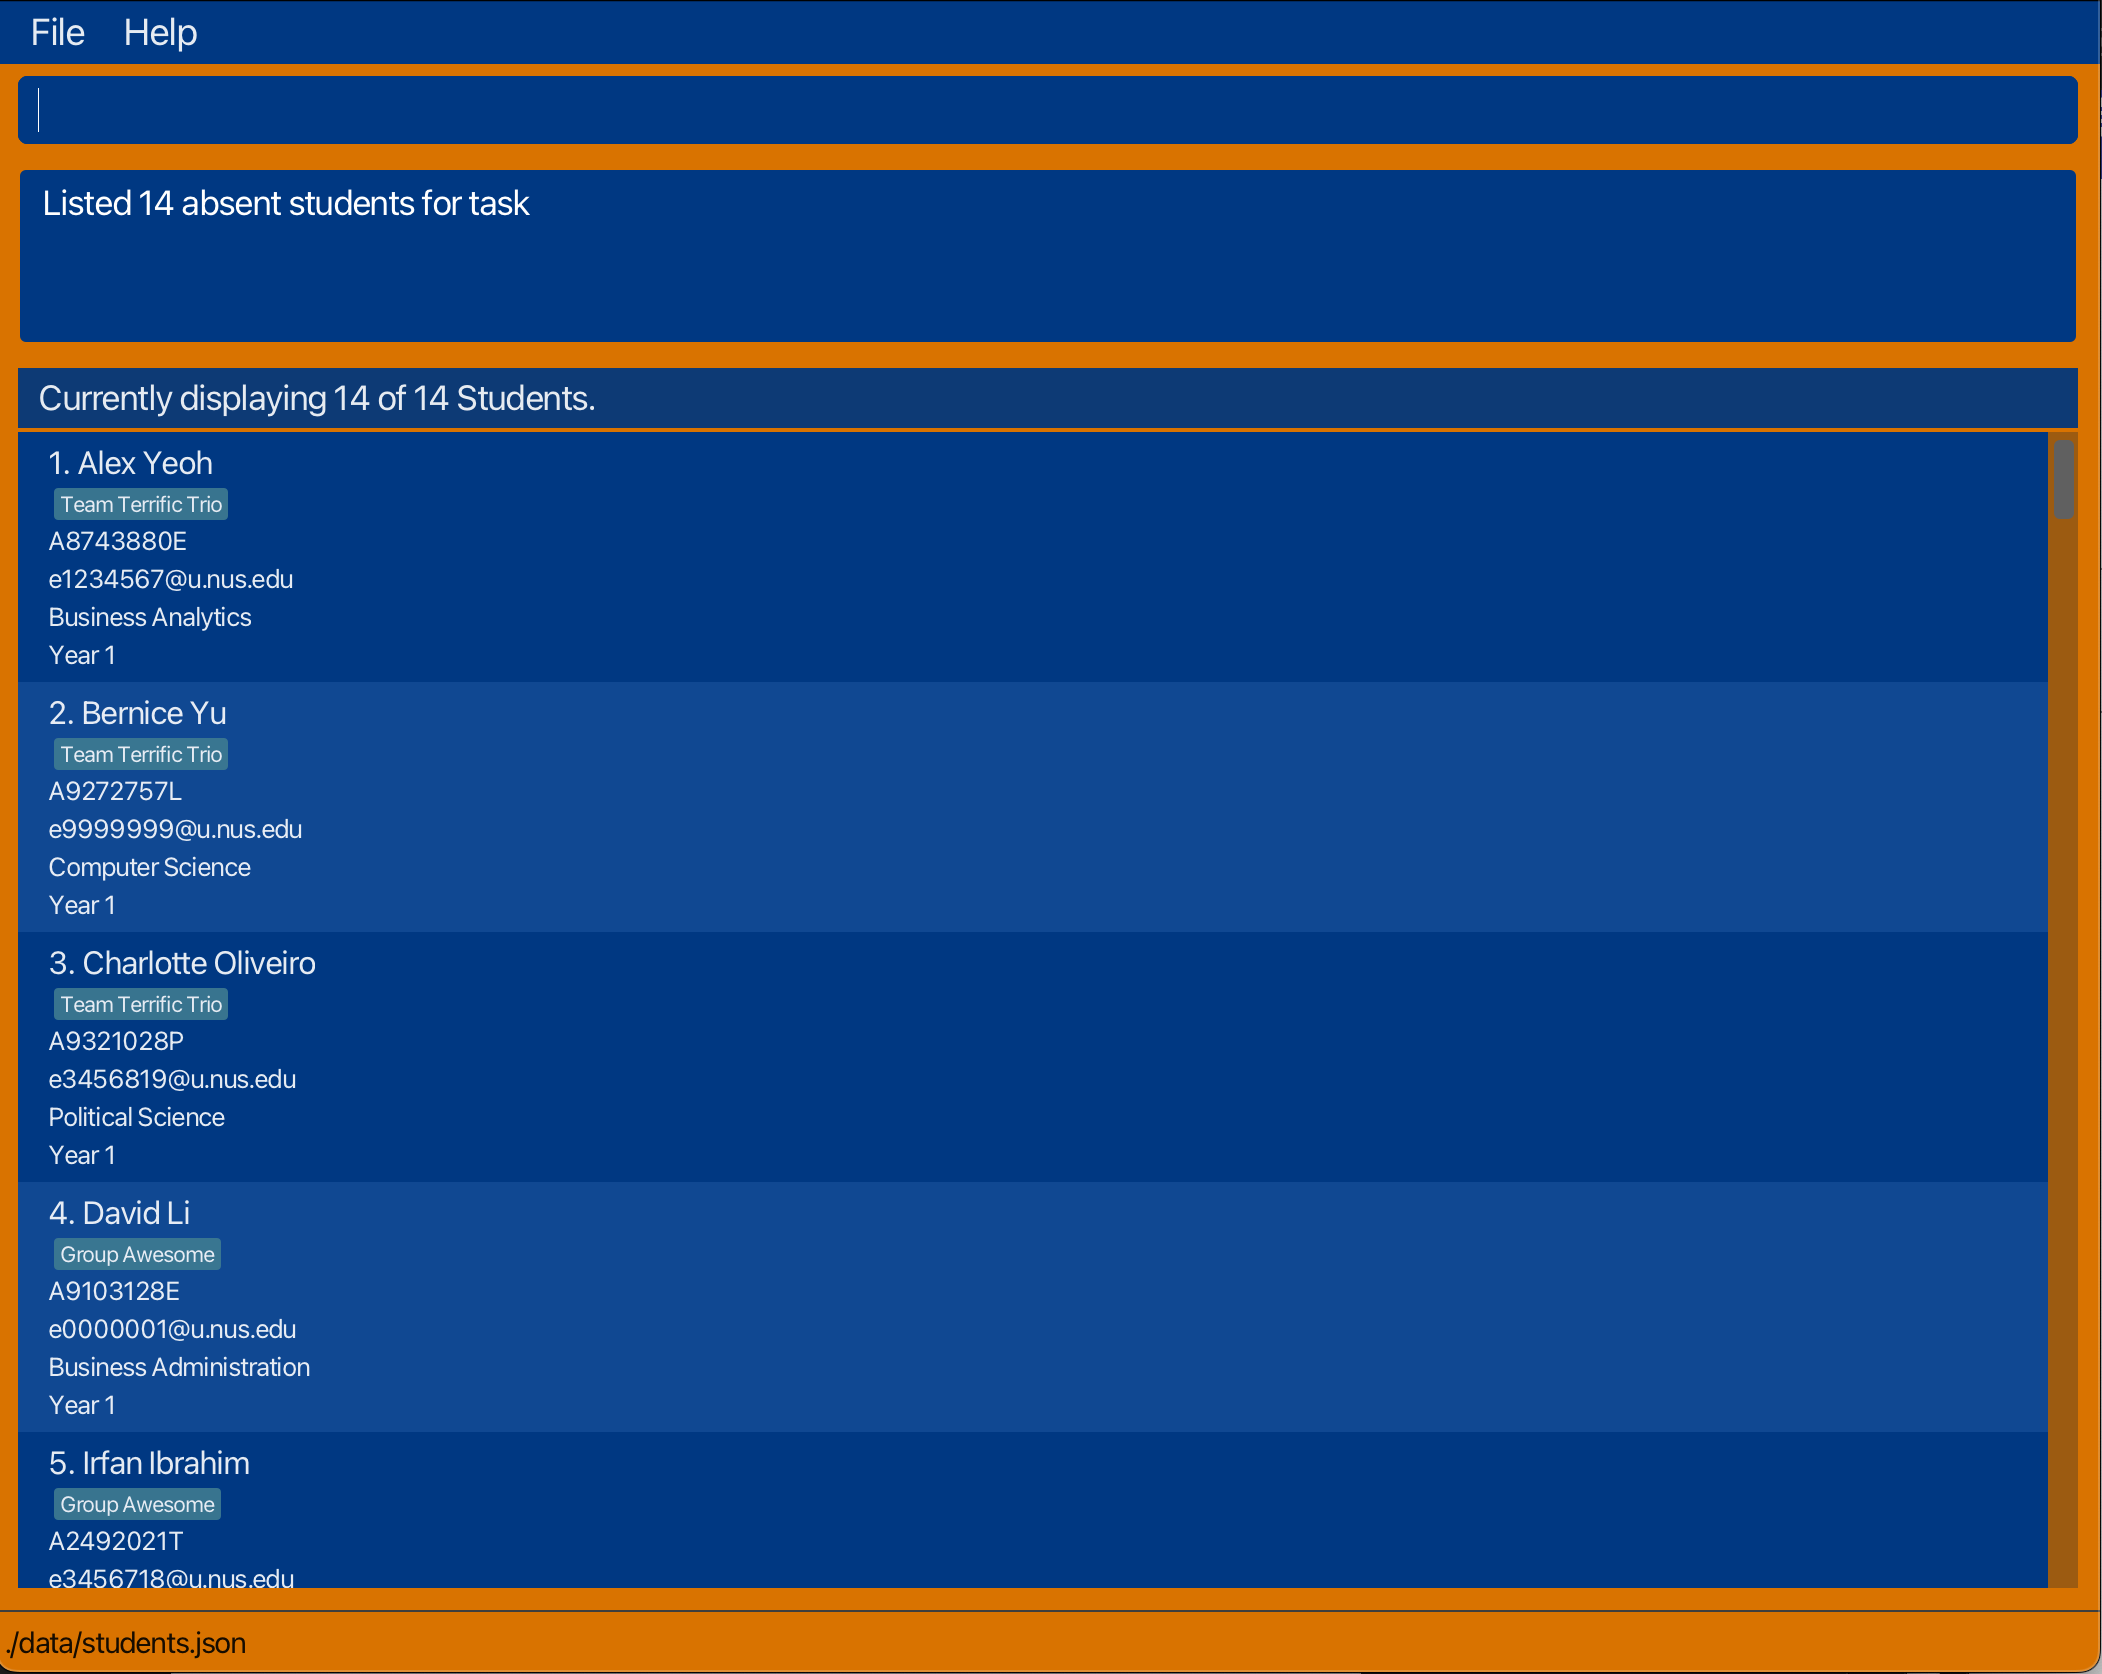 File Help
Listed 14 absent students for task
Currently displaying 14 of 14 Students.
1. Alex Yeoh
Team Terrific Trio
A8743880E
e1234567@u.nus.edu
Business Analytics
Year 1
2. Bernice Yu
Team Terrific Trio
A9272757L
e9999999@u.nus.edu
Computer Science
Year 1
3. Charlotte Oliveiro
Team Terrific Trio
A9321028P
e3456819@u.nus.edu
Political Science
Year 1
4. David Li
Group Awesome
A9103128E
e0000001@u.nus.edu
Business Administration
Year 1
5. Irfan Ibrahim
Group Awesome
A2492021T
e3456718@u.nus.edu
./data/students.json